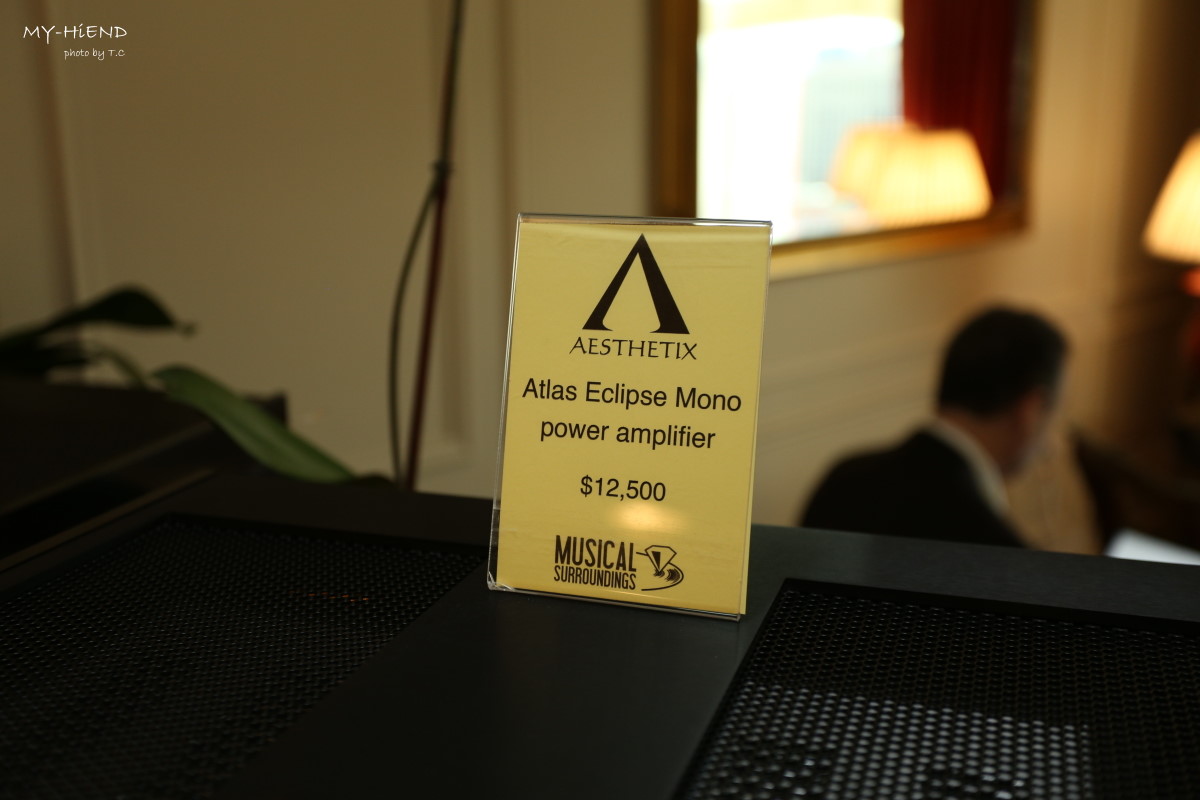 MY-HiEND
photo by T.C
AESTHETIX
Atlas Eclipse Mono
power amplifier
$12,500
MUSICAL
SURROUNDINGS